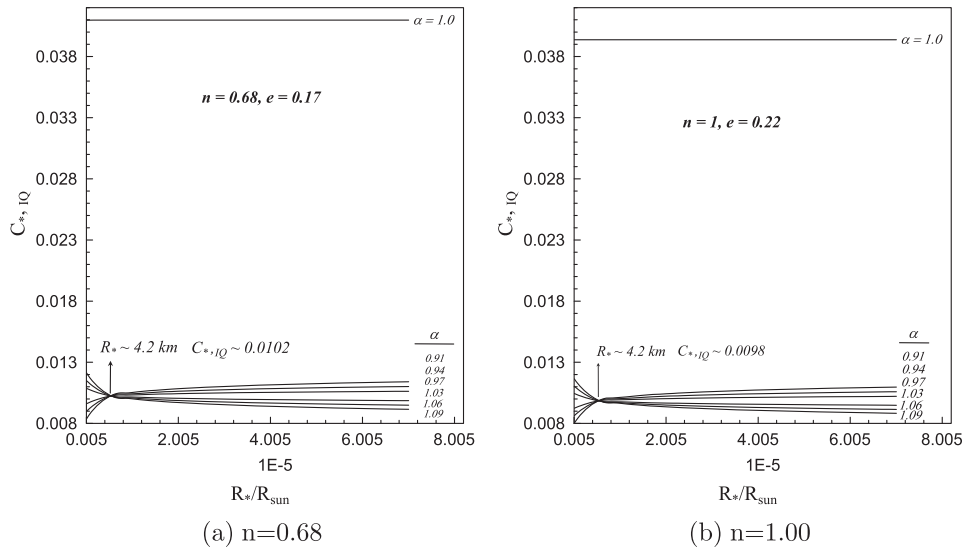 0.038
0.033
0.028
0.023
0.018
0.013
0.008
C*, IQ
α = 1.0
n = 0.68, e = 0.17
R* ~ 4.2 km C*,IQ ~ 0.0102
α
0.91
0.94
0.97
1.03
1.06
1.09
0.005 2.005 4.005 6.005 8.005
1E-5
R*/Rsun
(a) n=0.68
0.038
0.033
0.028
0.023
0.018
0.013
0.008
C*, IQ
α = 1.0
n = 1, e = 0.22
R* ~ 4.2 km C*,IQ ~ 0.0098
α
0.91
0.94
0.97
1.03
1.06
1.09
0.005 2.005 4.005 6.005 8.005
1E-5
R*/Rsun
(b) n=1.00